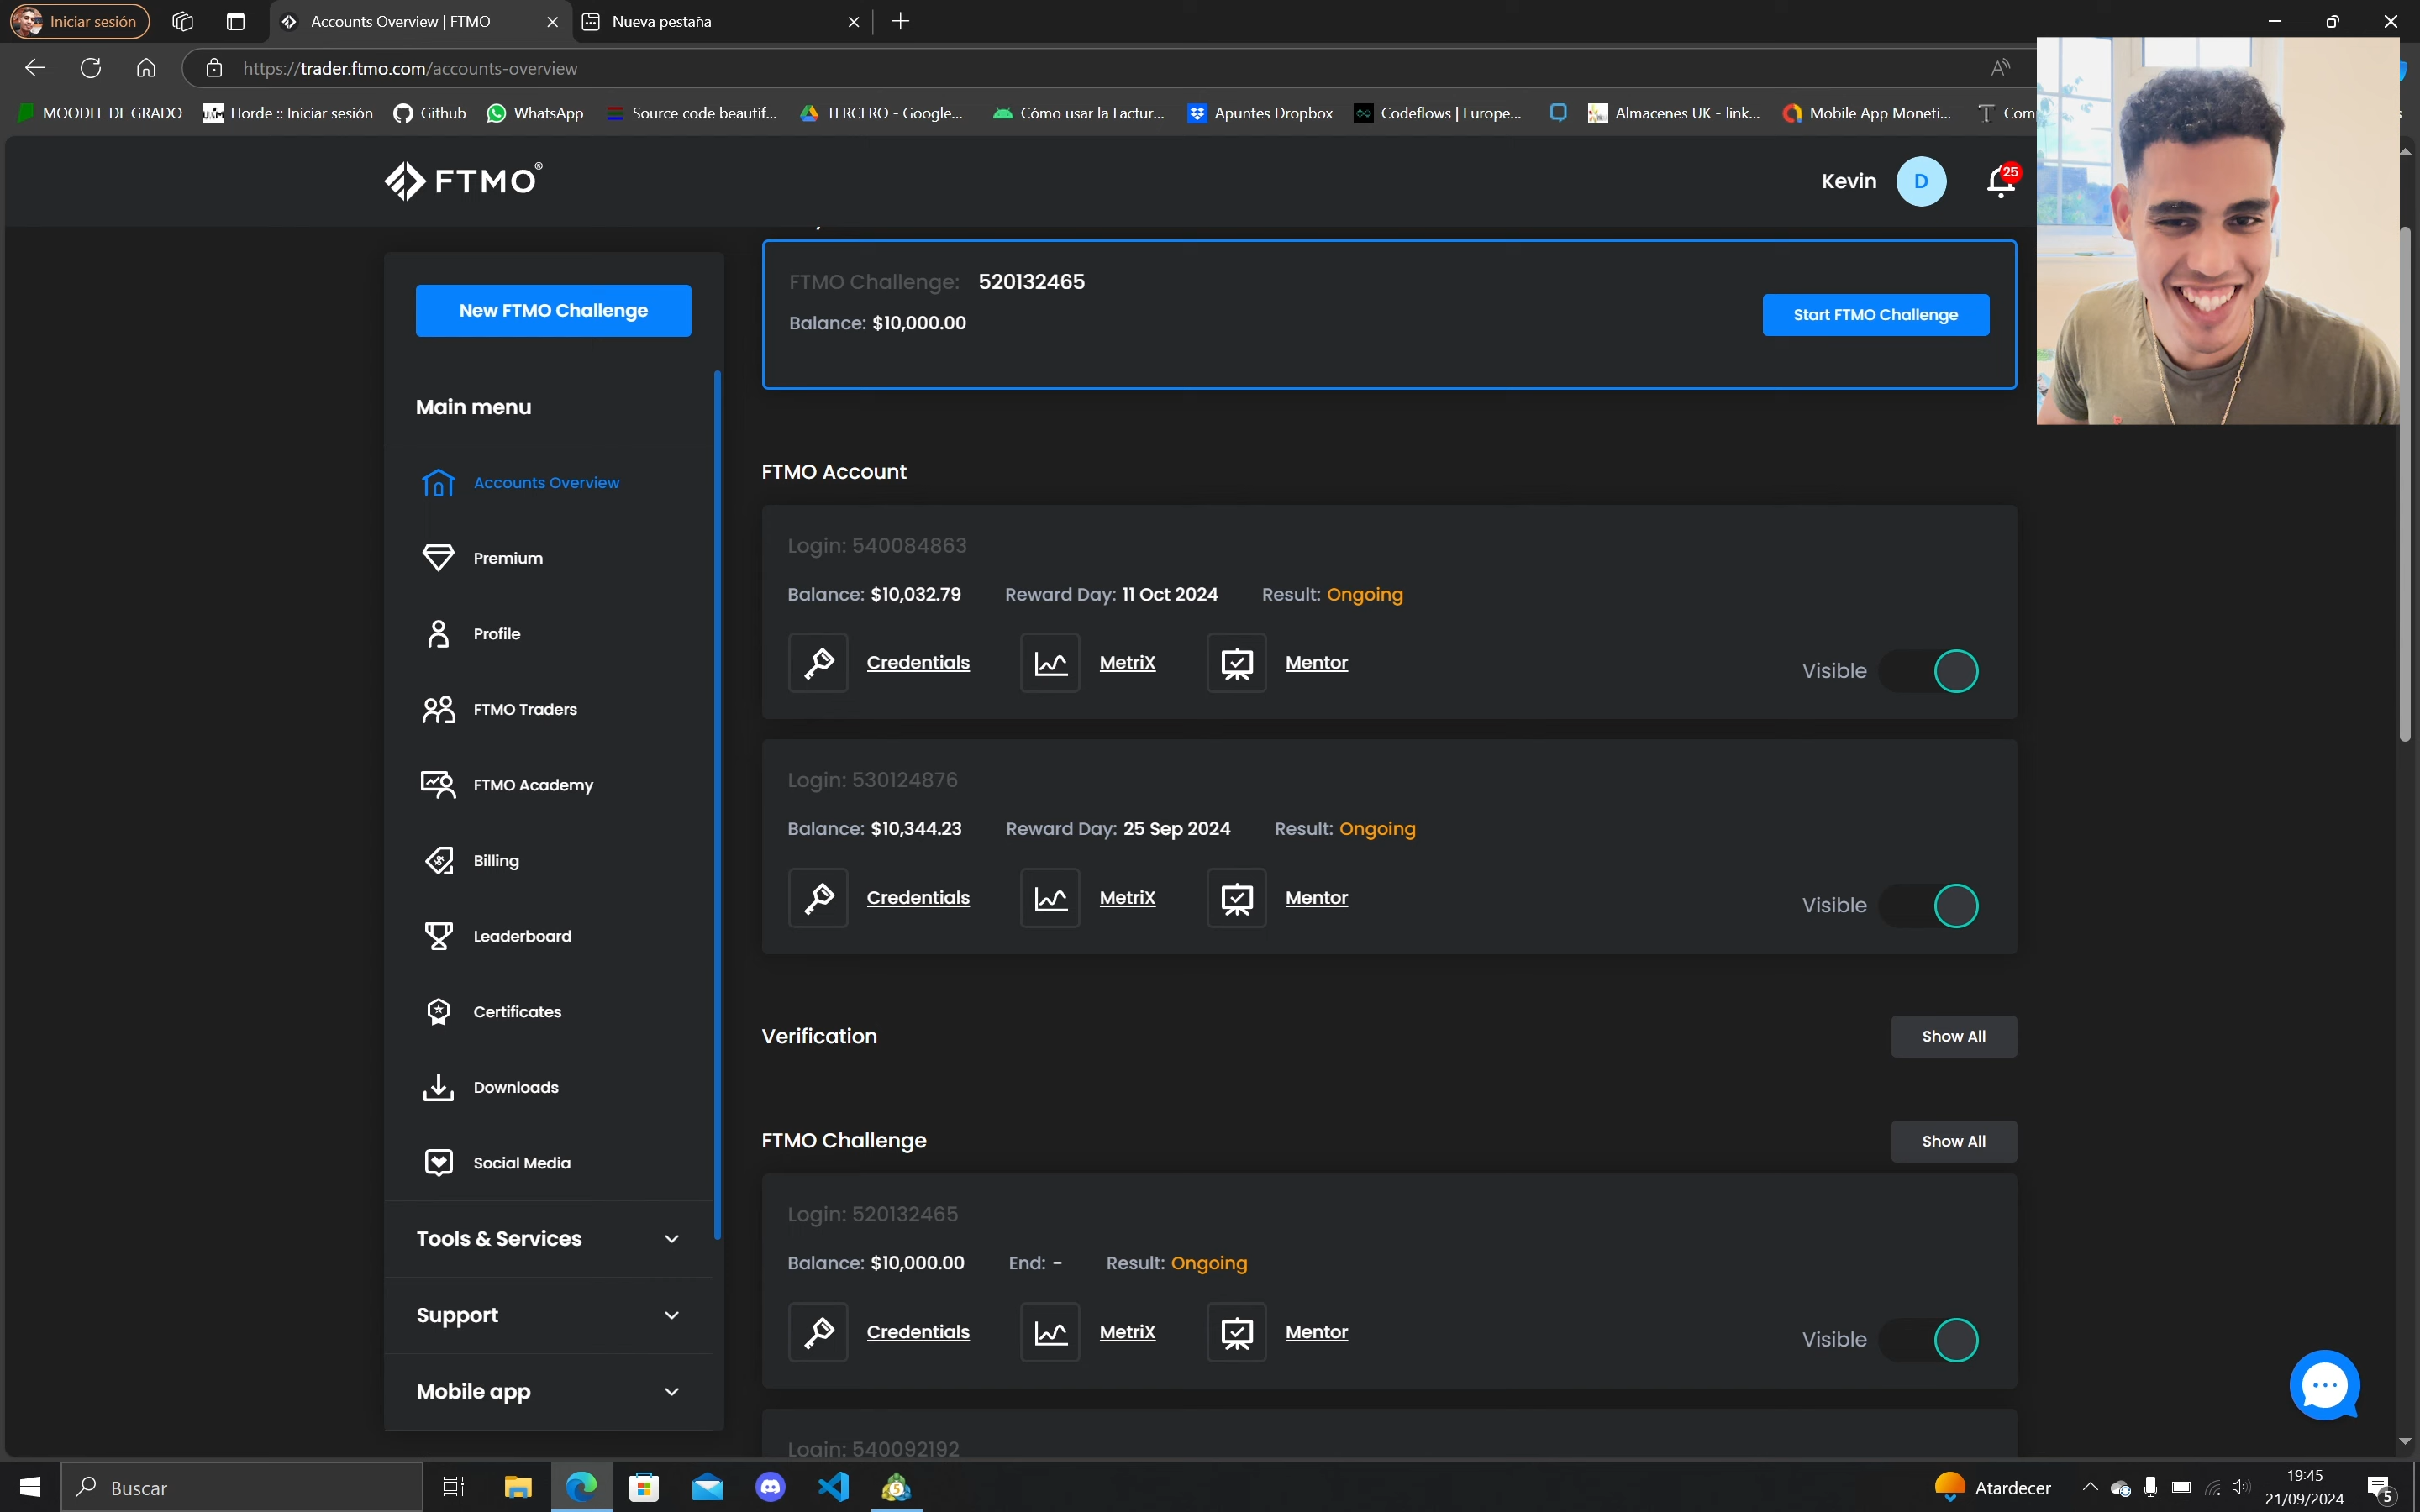 Iniciar sesión
Accounts Overview | FTMO
Nueva pestaña
https://trader.ftmo.com/accounts-overview
MOODLE DE GRADO
Horde :: Iniciar sesión
Github
WhatsApp
Source code beautif...
TERCERO - Google...
Cómo usar la Factur...
Apuntes Dropbox
Codeflows | Europe...
Almacenes UK - link...
Mobile App Moneti...
Com
FTMO®
Kevin
D
25
New FTMO Challenge
Main menu
Accounts Overview
Premium
Profile
FTMO Traders
FTMO Academy
Billing
Leaderboard
Certificates
Downloads
Social Media
Tools & Services
Support
Mobile app
FTMO Challenge: 520132465
Balance: $10,000.00
Start FTMO Challenge
FTMO Account
Login: 540084863
Balance: $10,032.79 Reward Day: 11 Oct 2024 Result: Ongoing
Credentials MetriX Mentor
Visible
Login: 530124876
Balance: $10,344.23 Reward Day: 25 Sep 2024 Result: Ongoing
Credentials MetriX Mentor
Visible
Verification
Show All
FTMO Challenge
Show All
Login: 520132465
Balance: $10,000.00 End: - Result: Ongoing
Credentials MetriX Mentor
Visible
Login: 540092192
Buscar
5
Atardecer
19:45
21/09/2024
5